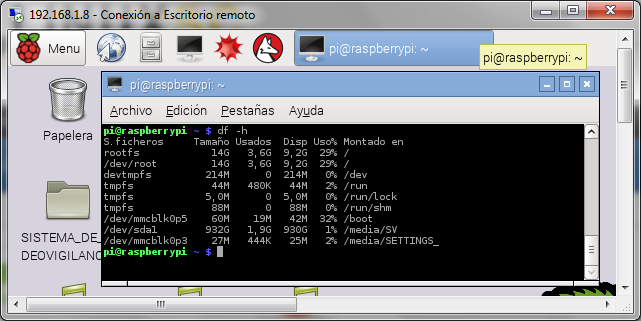 192.168.1.8 - Conexión a Escritorio remoto
Menu
pi@raspberrypi: ~
pi@raspberrypi: ~
Papelera
pi@raspberrypi: ~
Archivo Edición Pestañas Ayuda
pi@raspberrypi ~ $ df -h
S.ficheros Tamaño Usados Disp Uso% Montado en
rootfs 14G 3,6G 9,2G 29% /
/dev/root 14G 3,6G 9,2G 29% /
devtmpfs 214M 0 214M 0% /dev
tmpfs 44M 480K 44M 2% /run
tmpfs 5,0M 0 5,0M 0% /run/lock
tmpfs 88M 0 88M 0% /run/shm
/dev/mmcblk0p5 60M 19M 42M 32% /boot
/dev/sda1 932G 1,9G 930G 1% /media/SV
/dev/mmcblk0p3 27M 444K 25M 2% /media/SETTINGS_
pi@raspberrypi ~ $
SISTEMA_DE_
DEOVIGILANC